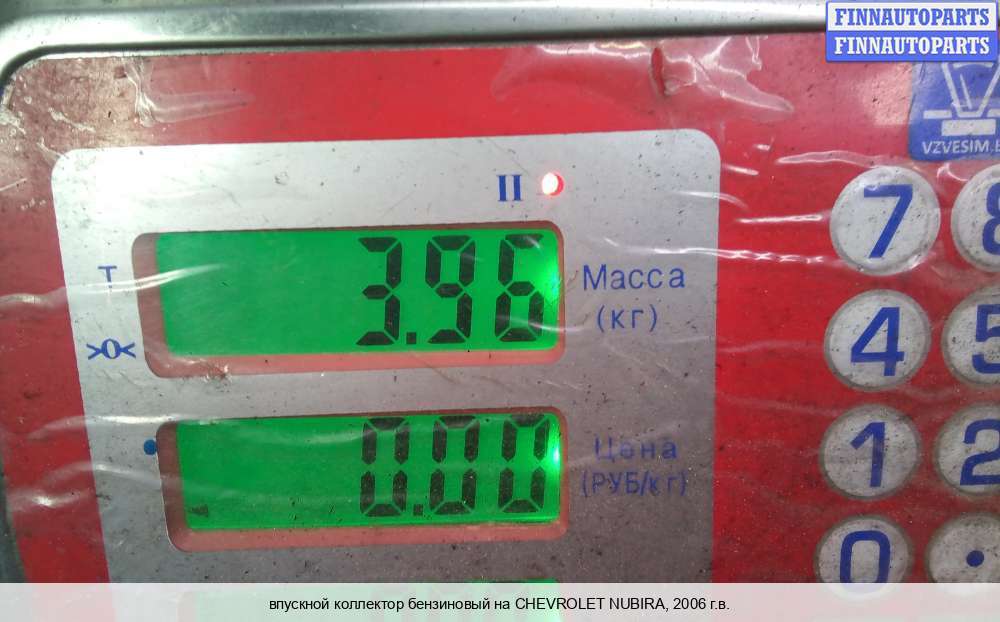 FINNAUTOPARTS
FINNAUTOPARTS
VZVESIM.
II
7
8
T
3.96
Масса
(кг)
>0<
4
5
0.00
Цена
(РУБ/кг)
1
2
0
.
впускной коллектор бензиновый на CHEVROLET NUBIRA, 2006 г.в.